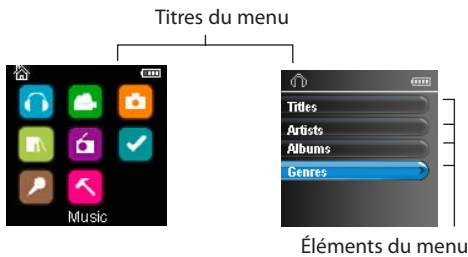 Titres du menu
Music
Titles
Artists
Albums
Genres
Éléments du menu